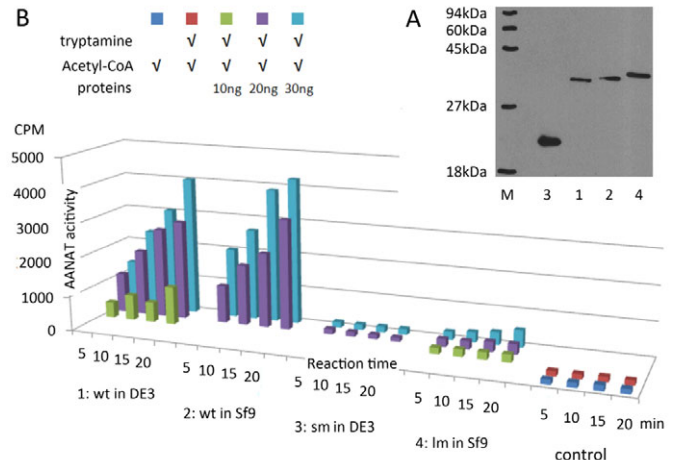 B
tryptamine √ √ √ √
Acetyl-CoA √ √ √ √ √
proteins 10ng 20ng 30ng
CPM
5000
4000
3000
2000
1000
0
AANAT acitivity
5 10 15 20
5 10 15 20
5 10 15 20
5 10 15 20
5 10 15 20 min
Reaction time
1: wt in DE3
2: wt in Sf9
3: sm in DE3
4: lm in Sf9
control
A
94kDa
60kDa
45kDa
27kDa
18kDa
M 3 1 2 4